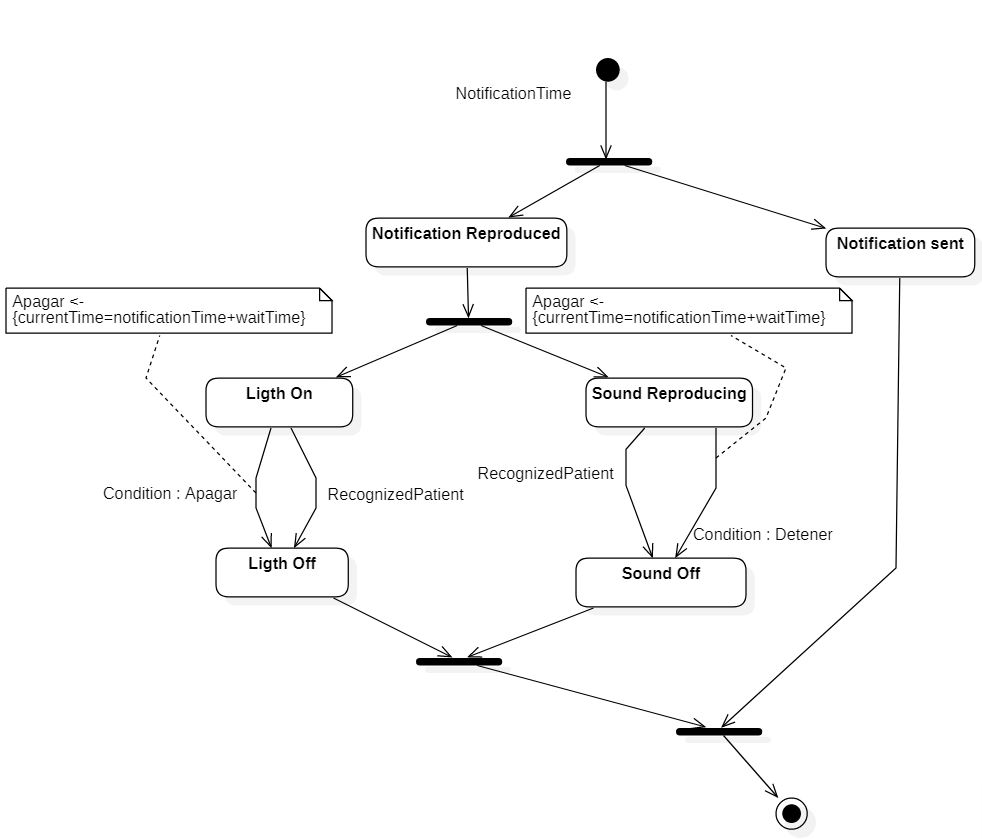 NotificationTime
Notification Reproduced
Notification sent
Apagar <-
{currentTime=notificationTime+waitTime}
Apagar <-
{currentTime=notificationTime+waitTime}
Ligth On
Sound Reproducing
Condition : Apagar
RecognizedPatient
RecognizedPatient
Condition : Detener
Ligth Off
Sound Off